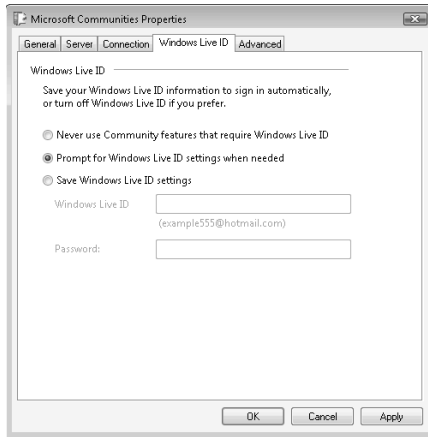 Microsoft Communities Properties
General Server Connection Windows Live ID Advanced
Windows Live ID
Save your Windows Live ID information to sign in automatically,
or turn off Windows Live ID if you prefer.
Never use Community features that require Windows Live ID
Prompt for Windows Live ID settings when needed
Save Windows Live ID settings
Windows Live ID
(example555@hotmail.com)
Password:
OK Cancel Apply